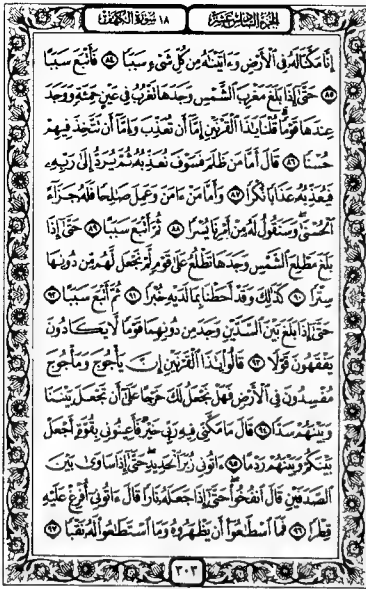 الجزء السادس عشر ١٨ سورة الكهف
إِنَّا مَكَّنَّا لَهُۥ فِى ٱلْأَرْضِ وَءَاتَيْنَٰهُ مِن كُلِّ شَىْءٍ سَبَبًا ٨٤ فَأَتْبَعَ سَبَبًا
٨٥ حَتَّىٰٓ إِذَا بَلَغَ مَغْرِبَ ٱلشَّمْسِ وَجَدَهَا تَغْرُبُ فِى عَيْنٍ حَمِئَةٍ وَوَجَدَ
عِندَهَا قَوْمًا قُلْنَا يَٰذَا ٱلْقَرْنَيْنِ إِمَّآ أَن تُعَذِّبَ وَإِمَّآ أَن تَتَّخِذَ فِيهِمْ
حُسْنًا ٨٦ قَالَ أَمَّا مَن ظَلَمَ فَسَوْفَ نُعَذِّبُهُۥ ثُمَّ يُرَدُّ إِلَىٰ رَبِّهِۦ
فَيُعَذِّبُهُۥ عَذَابًا نُّكْرًا ٨٧ وَأَمَّا مَنْ ءَامَنَ وَعَمِلَ صَٰلِحًا فَلَهُۥ جَزَآءً
ٱلْحُسْنَىٰ وَسَنَقُولُ لَهُۥ مِنْ أَمْرِنَا يُسْرًا ٨٨ ثُمَّ أَتْبَعَ سَبَبًا ٨٩ حَتَّىٰٓ إِذَا
بَلَغَ مَطْلِعَ ٱلشَّمْسِ وَجَدَهَا تَطْلُعُ عَلَىٰ قَوْمٍ لَّمْ نَجْعَل لَّهُم مِّن دُونِهَا
سِتْرًا ٩٠ كَذَٰلِكَ وَقَدْ أَحَطْنَا بِمَا لَدَيْهِ خُبْرًا ٩١ ثُمَّ أَتْبَعَ سَبَبًا ٩٢
حَتَّىٰٓ إِذَا بَلَغَ بَيْنَ ٱلسَّدَّيْنِ وَجَدَ مِن دُونِهِمَا قَوْمًا لَّا يَكَادُونَ
يَفْقَهُونَ قَوْلًا ٩٣ قَالُوا۟ يَٰذَا ٱلْقَرْنَيْنِ إِنَّ يَأْجُوجَ وَمَأْجُوجَ
مُفْسِدُونَ فِى ٱلْأَرْضِ فَهَلْ نَجْعَلُ لَكَ خَرْجًا عَلَىٰٓ أَن تَجْعَلَ بَيْنَنَا
وَبَيْنَهُمْ سَدًّا ٩٤ قَالَ مَا مَكَّنِّى فِيهِ رَبِّى خَيْرٌ فَأَعِينُونِى بِقُوَّةٍ أَجْعَلْ
بَيْنَكُمْ وَبَيْنَهُمْ رَدْمًا ٩٥ ءَاتُونِى زُبَرَ ٱلْحَدِيدِ حَتَّىٰٓ إِذَا سَاوَىٰ بَيْنَ
ٱلصَّدَفَيْنِ قَالَ ٱنفُخُوا۟ حَتَّىٰٓ إِذَا جَعَلَهُۥ نَارًا قَالَ ءَاتُونِىٓ أُفْرِغْ عَلَيْهِ
قِطْرًا ٩٦ فَمَا ٱسْطَٰعُوٓا۟ أَن يَظْهَرُوهُ وَمَا ٱسْتَطَٰعُوا۟ لَهُۥ نَقْبًا ٩٧
٣٠٣